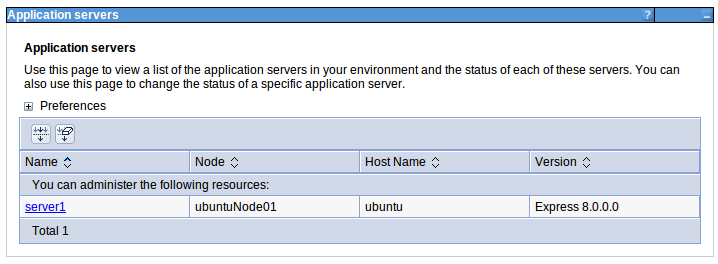 Application servers ? _
Application servers
Use this page to view a list of the application servers in your environment and the status of each of these servers. You can
also use this page to change the status of a specific application server.
Preferences
Name Node Host Name Version
You can administer the following resources:
server1 ubuntuNode01 ubuntu Express 8.0.0.0
Total 1